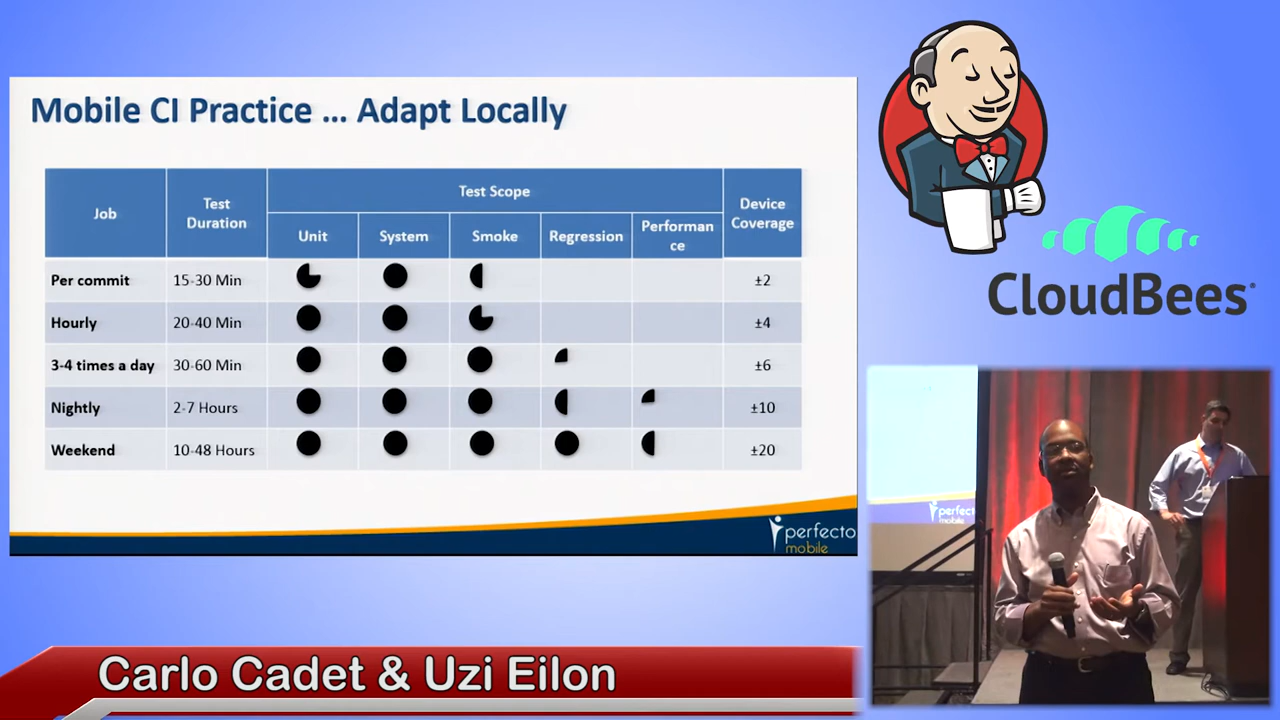 Mobile CI Practice ... Adapt Locally
Job
Test Duration
Test Scope
Device Coverage
Unit
System
Smoke
Regression
Performan
ce
Per commit
15-30 Min
±2
Hourly
20-40 Min
±4
3-4 times a day
30-60 Min
±6
Nightly
2-7 Hours
±10
Weekend
10-48 Hours
±20
perfecto
mobile
CloudBees
perfecto
mobile
Carlo Cadet & Uzi Eilon